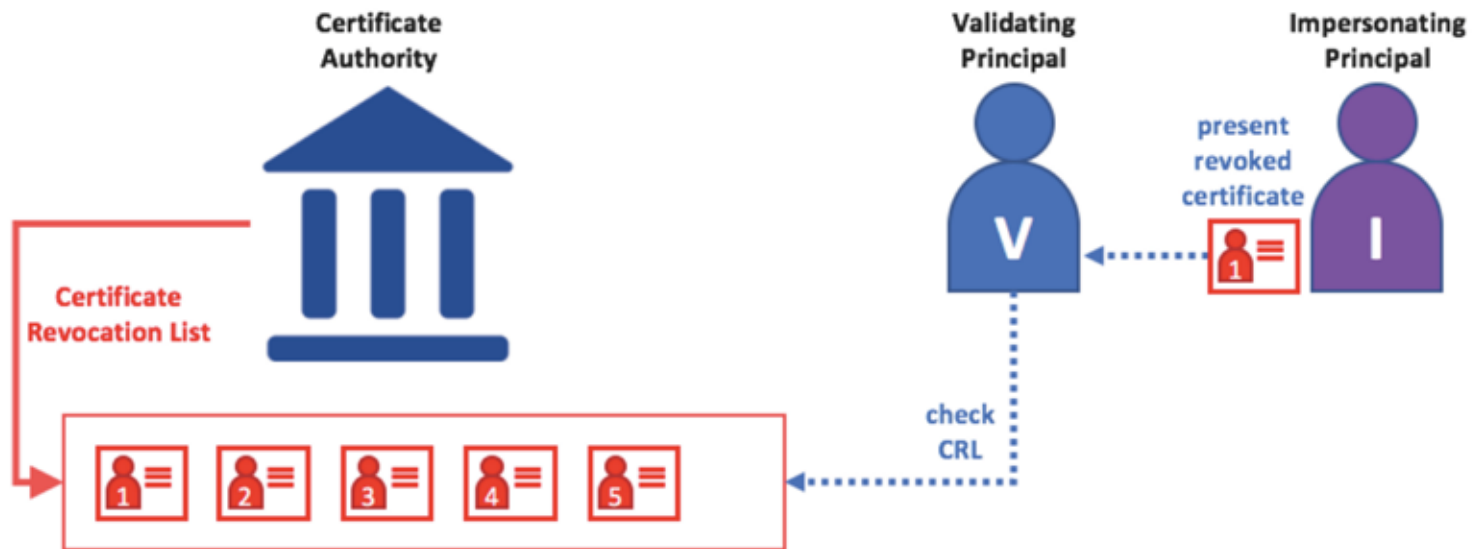 Certificate
Authority
Validating
Principal
Impersonating
Principal
present
revoked
certificate
V
1
I
Certificate
Revocation List
check
CRL
1
2
3
4
5